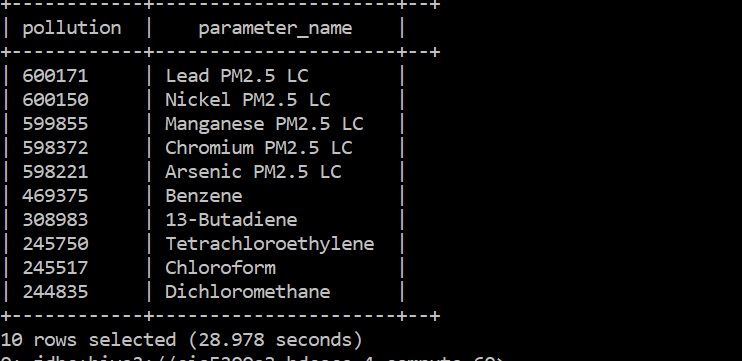 +------------+-----------------------+--+
| pollution  |    parameter_name     |
+------------+-----------------------+--+
| 600171     | Lead PM2.5 LC         |
| 600150     | Nickel PM2.5 LC       |
| 599855     | Manganese PM2.5 LC    |
| 598372     | Chromium PM2.5 LC     |
| 598221     | Arsenic PM2.5 LC      |
| 469375     | Benzene               |
| 308983     | 13-Butadiene          |
| 245750     | Tetrachloroethylene   |
| 245517     | Chloroform            |
| 244835     | Dichloromethane       |
+------------+-----------------------+--+
10 rows selected (28.978 seconds)